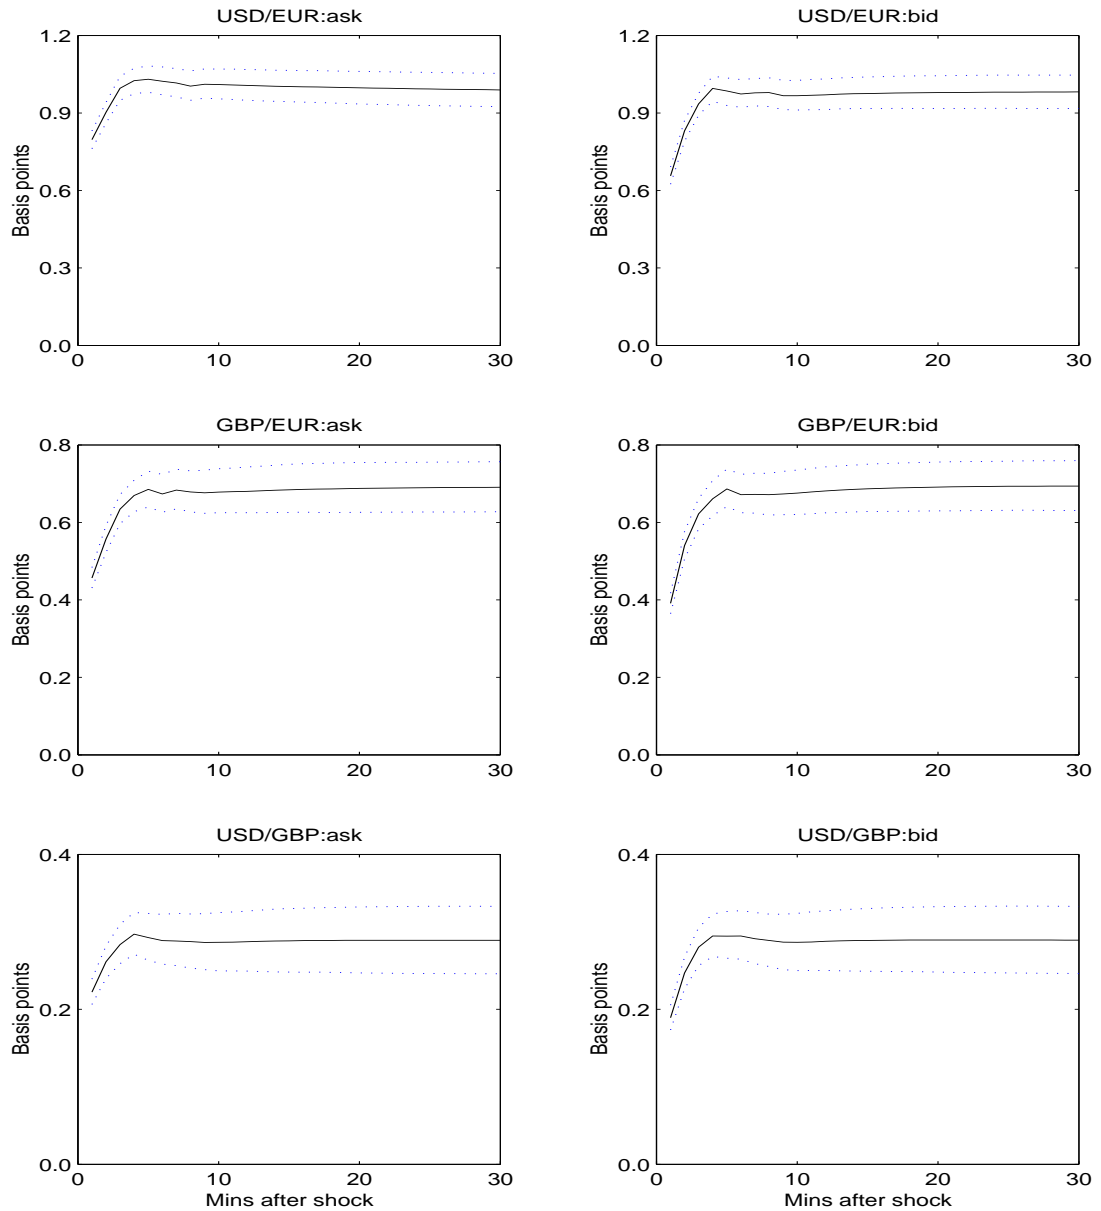 USD/EUR:ask
1.2
0.9
0.6
0.3
0.0
Basis points
0 10 20 30
USD/EUR:bid
1.2
0.9
0.6
0.3
0.0
Basis points
0 10 20 30
GBP/EUR:ask
0.8
0.6
0.4
0.2
0.0
Basis points
0 10 20 30
GBP/EUR:bid
0.8
0.6
0.4
0.2
0.0
Basis points
0 10 20 30
USD/GBP:ask
0.4
0.2
0.0
Basis points
0 10 20 30
Mins after shock
USD/GBP:bid
0.4
0.2
0.0
Basis points
0 10 20 30
Mins after shock